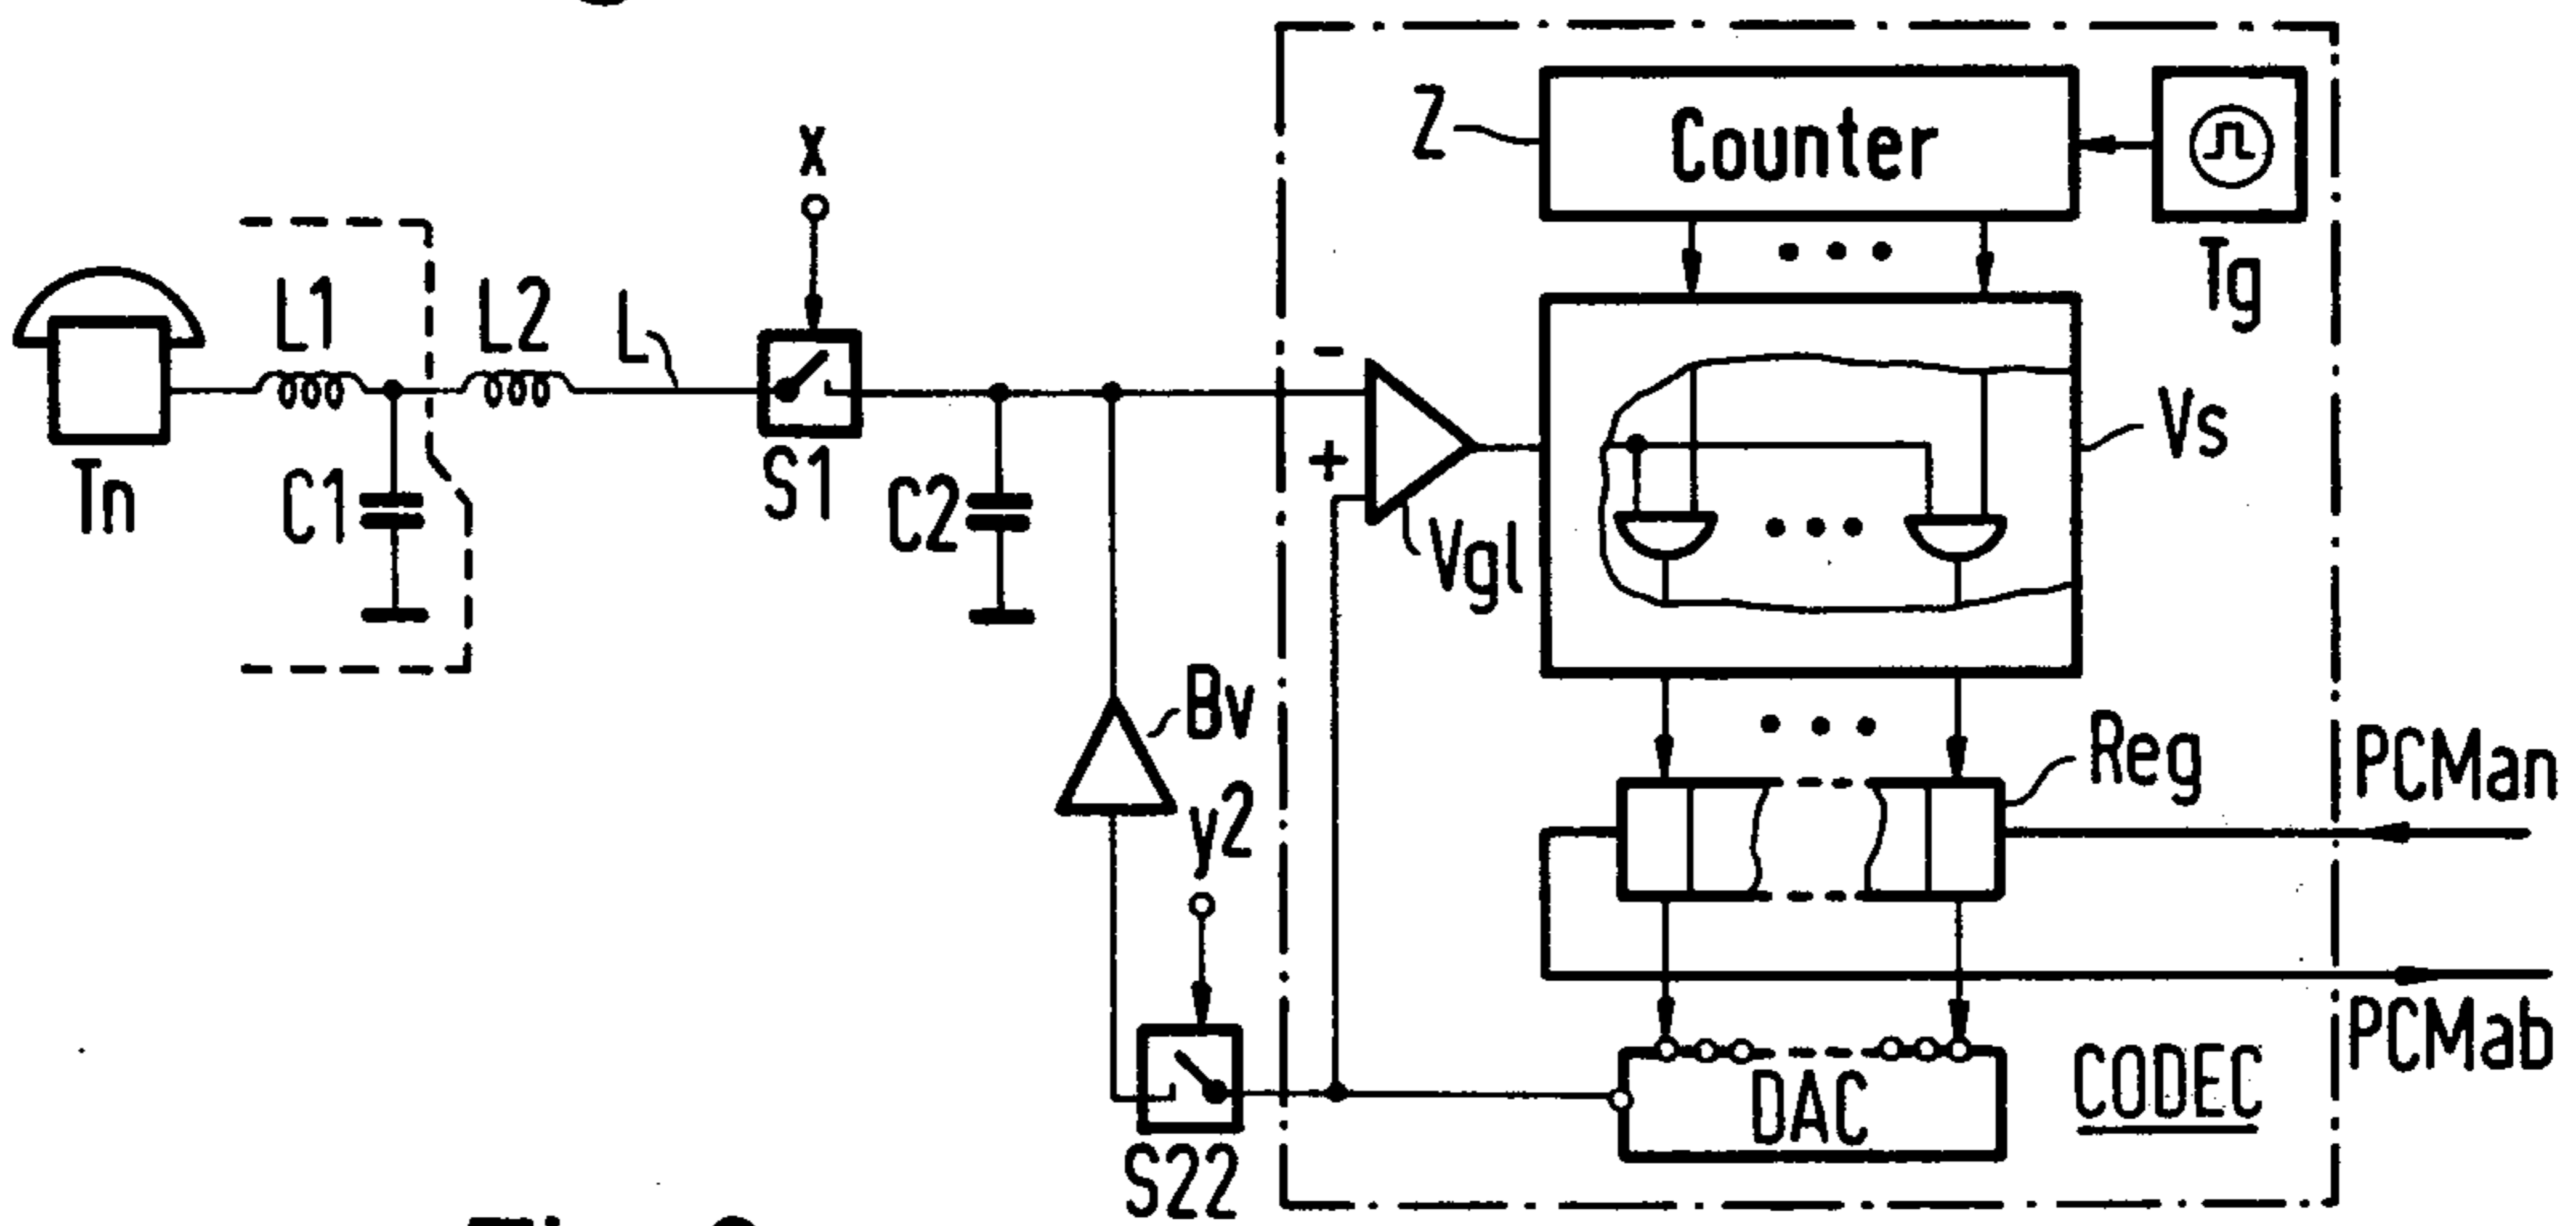 Z
Counter
Tg
x
L1
L2
L
Tn
C1
S1
C2
-
+
Vgl
Vs
Bv
y2
Reg
PCMan
PCMab
S22
DAC
CODEC